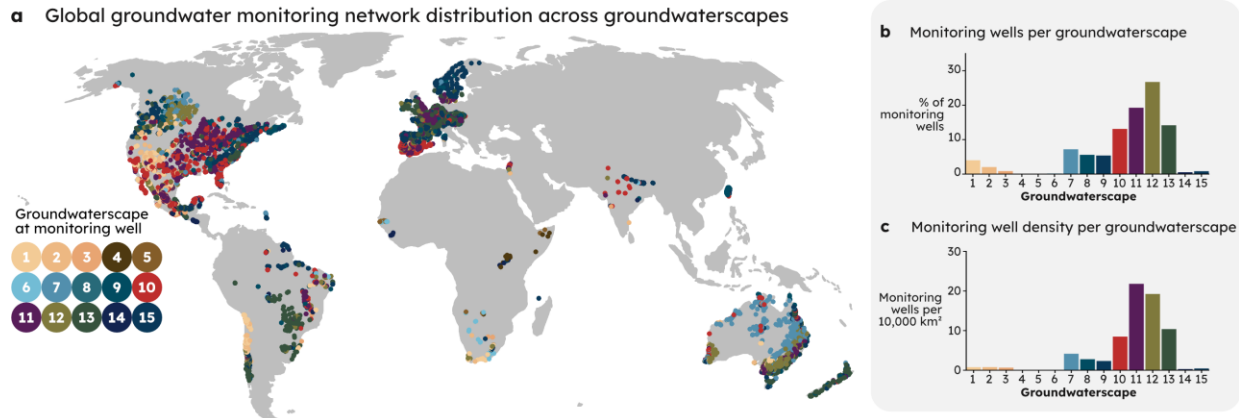 a Global groundwater monitoring network distribution across groundwaterscapes
Groundwaterscape
at monitoring well
1 2 3 4 5
6 7 8 9 10
11 12 13 14 15
b Monitoring wells per groundwaterscape
30
20
10
0
% of
monitoring
wells
1 2 3 4 5 6 7 8 9 10 11 12 13 14 15
Groundwaterscape
c Monitoring well density per groundwaterscape
30
20
10
0
Monitoring
wells per
10,000 km²
1 2 3 4 5 6 7 8 9 10 11 12 13 14 15
Groundwaterscape